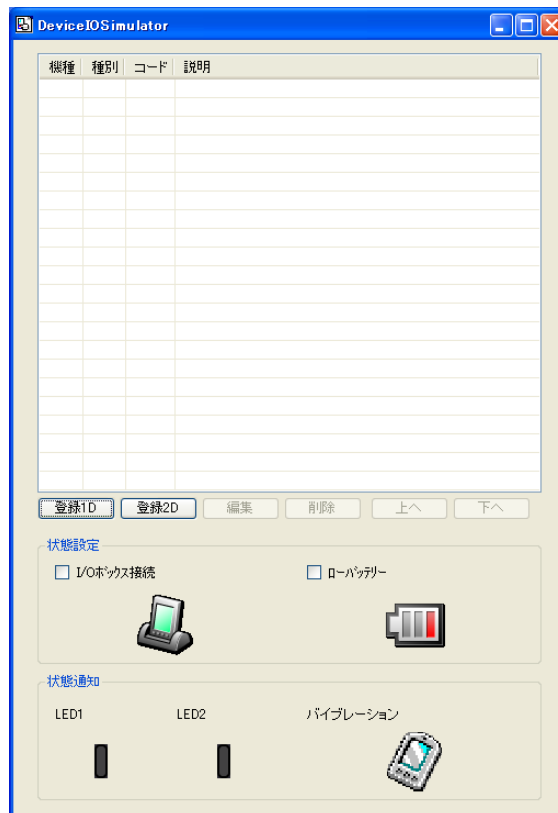 DeviceIOSimulator
機種 種別 コード 説明
登録1D 登録2D 編集 削除 上へ 下へ
状態設定
I/Oボックス接続 ローバッテリー
状態通知
LED1 LED2 バイブレーション